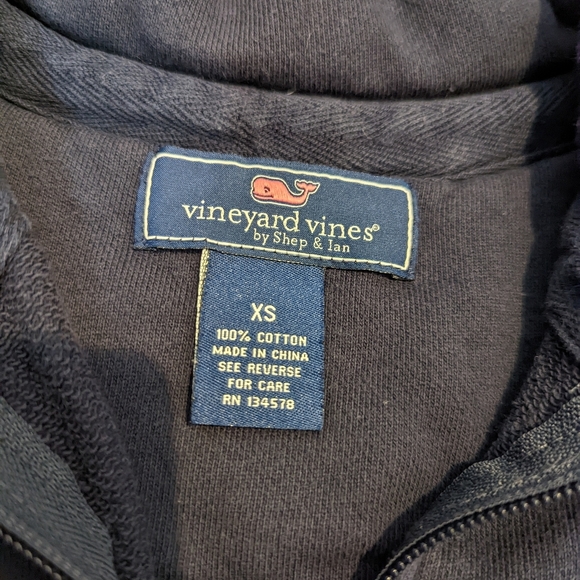 vineyard vines®
by Shep & Ian
XS
100% COTTON
MADE IN CHINA
SEE REVERSE
FOR CARE
RN 134578